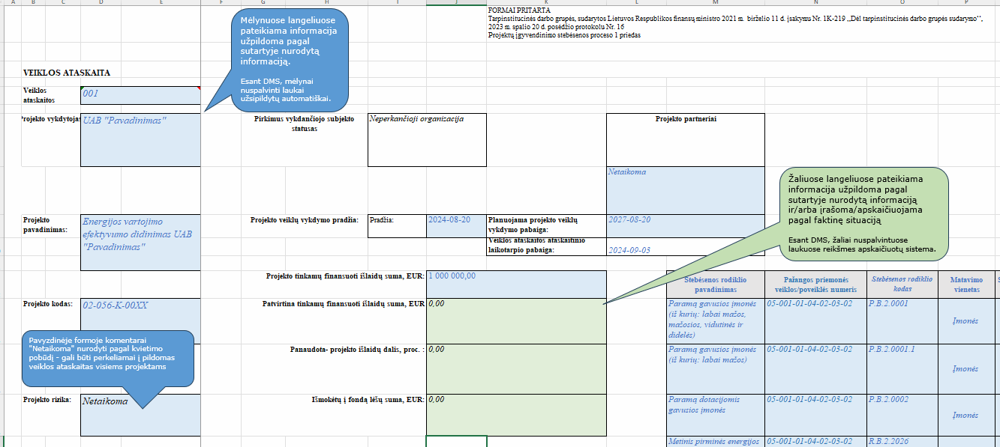 A B C D E F G H I J K L M N O P
FORMAI PRITARTA
Tarpinstitucinės darbo grupės, sudarytos Lietuvos Respublikos finansų ministro 2021 m. birželio 11 d. įsakymu Nr. 1K-219 „Dėl tarpinstitucinės darbo grupės sudarymo“,
2023 m. spalio 20 d. posėdžio protokolu Nr. 16
Projektų įgyvendinimo stebėsenos proceso 1 priedas
Mėlynuose langeliuose
pateikiama informacija
užpildoma pagal
sutartyje nurodytą
informaciją.
Esant DMS, mėlynai
nuspalvinti laukai
užsipildytų automatiškai.
VEIKLOS ATASKAITA
Veiklos
ataskaitos
001
Projekto vykdytojas
UAB "Pavadinimas"
Pirkimus vykdančiojo subjekto
statusas
Neperkančioji organizacija
Projekto partneriai
Netaikoma
Žaliuose langeliuose pateikiama
informacija užpildoma pagal
sutartyje nurodytą informaciją
ir/arba įrašoma/apskaičiuojama
pagal faktinę situaciją
Esant DMS, žaliai nuspalvintuose
laukuose reikšmes apskaičiuotų sistema.
Projekto
pavadinimas:
Energijos vartojimo
efektyvumo didinimas UAB
"Pavadinimas"
Projekto veiklų vykdymo pradžia:
Pradžia:
2024-08-20
Planuojama projekto veiklų
vykdymo pabaiga:
2027-08-20
Veiklos ataskaitos ataskaitinio
laikotarpio pabaiga:
2024-09-03
Projekto tinkamų finansuoti išlaidų suma, EUR:
1 000 000,00
Stebėsenos rodiklio
pavadinimas
Pažangos priemonės
veiklos/poveiklės numeris
Stebėsenos rodiklio
kodas
Matavimo
vienetas
Projekto kodas:
02-056-K-00XX
Patvirtina tinkamų finansuoti išlaidų suma, EUR
0,00
Paramą gavusios įmonės
(iš kurių: labai mažos,
mažosios, vidutinės ir
didelės)
05-001-01-04-02-03-02
P.B.2.0001
Įmonės
Pavyzdinėje formoje komentarai
"Netaikoma" nurodyti pagal kvietimo
pobūdį - gali būti perkeliamai į pildomas
veiklos ataskaitas visiems projektams
Panaudota- projekto išlaidų dalis, proc. :
0,00
Paramą gavusios įmonės
(iš kurių: labai mažos)
05-001-01-04-02-03-02
P.B.2.0001.1
Įmonės
Projekto rizika:
Netaikoma
Išmokėtų į fondą lėšų suma, EUR:
0,00
Paramą dotacijomis
gavusios įmonės
05-001-01-04-02-03-02
P.B.2.0002
Įmonės
Metinis pirminės energijos
05-001-01-04-02-03-02
R.B.2.2026